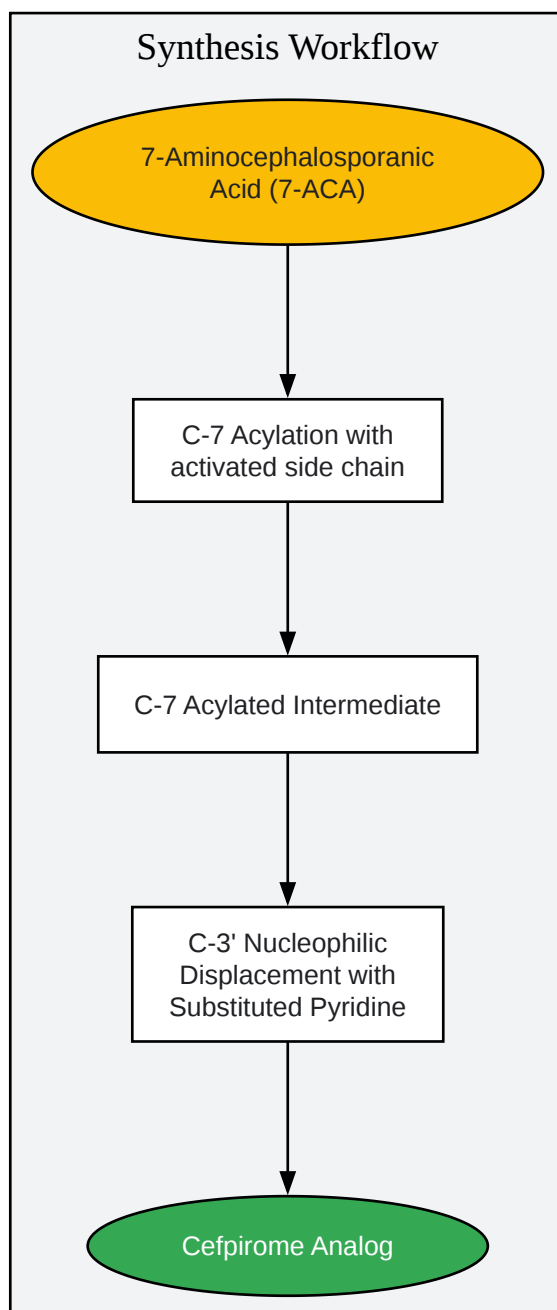 Synthesis Workflow
7-Aminocephalosporanic
Acid (7-ACA)
C-7 Acylation with
activated side chain
C-7 Acylated Intermediate
C-3' Nucleophilic
Displacement with
Substituted Pyridine
Cefpirome Analog